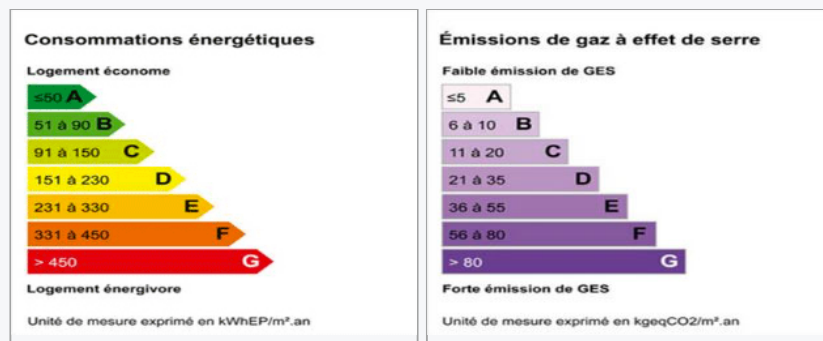 Consommations énergétiques
Logement économe
≤50 A
51 à 90 B
91 à 150 C
151 à 230 D
231 à 330 E
331 à 450 F
> 450 G
Logement énergivore
Unité de mesure exprimé en kWhEP/m².an
Émissions de gaz à effet de serre
Faible émission de GES
≤5 A
6 à 10 B
11 à 20 C
21 à 35 D
36 à 55 E
56 à 80 F
> 80 G
Forte émission de GES
Unité de mesure exprimé en kgeqCO2/m².an